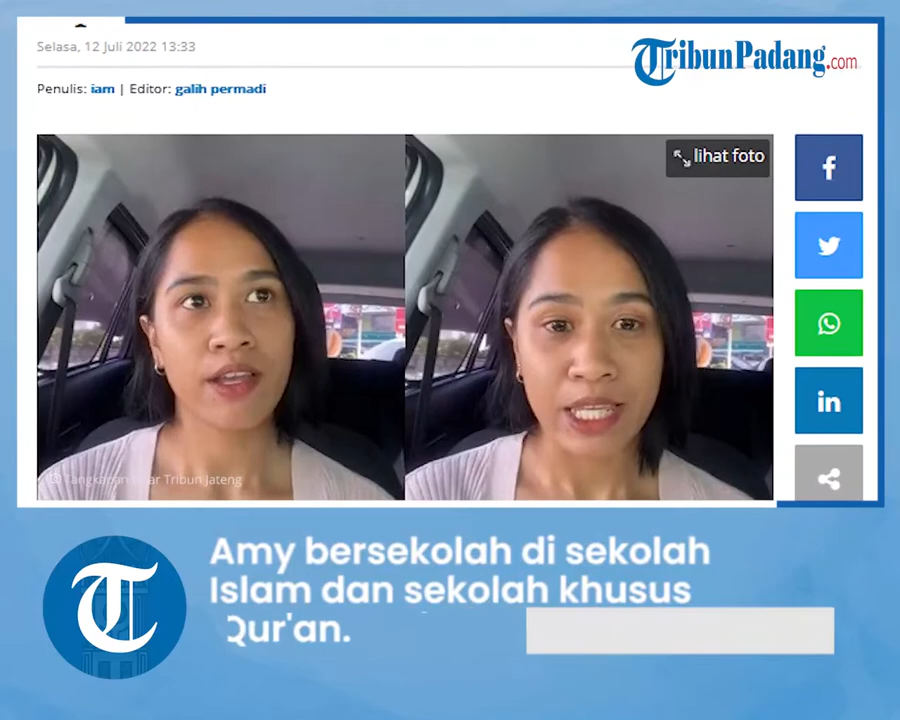 Selasa, 12 Juli 2022 13:33
TribunPadang.com
Penulis: iam | Editor: galih permadi
lihat foto
Tribun Jateng
Amy bersekolah di sekolah
Islam dan sekolah khusus
Qur'an.